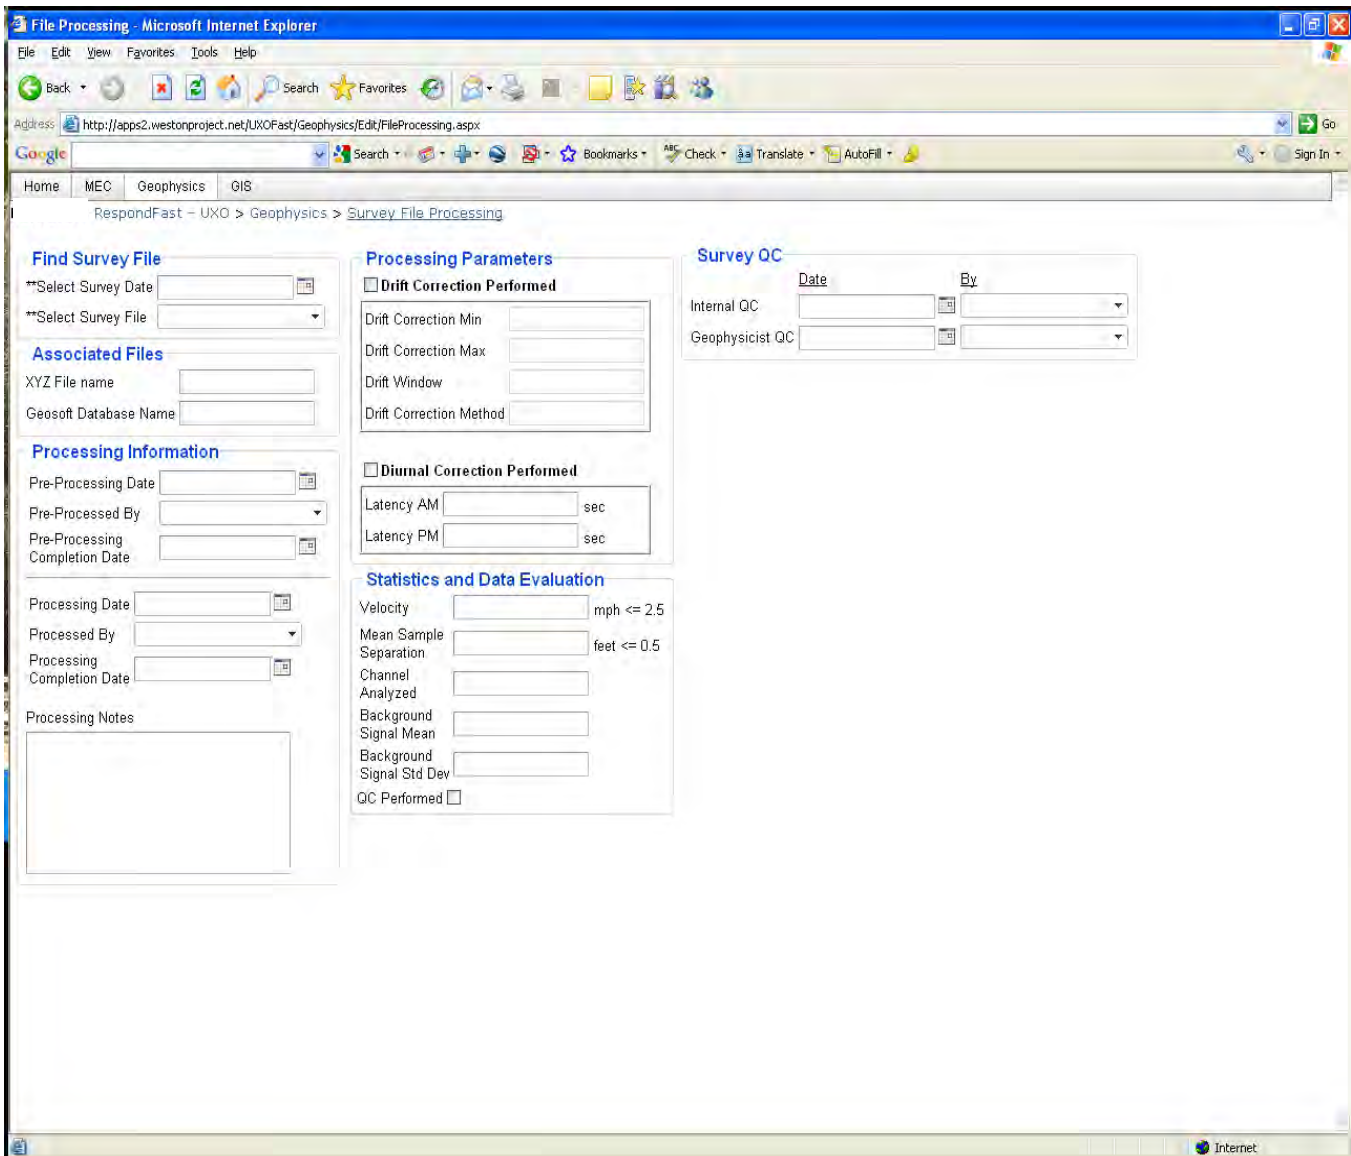 File Processing - Microsoft Internet Explorer
File Edit View Favorites Tools Help
Back Search Favorites
Address http://apps2.westonproject.net/UXOFast/Geophysics/Edit/FileProcessing.aspx Go
Google Search Bookmarks ABC Check aa Translate AutoFill Sign In
Home MEC Geophysics GIS
RespondFast - UXO > Geophysics > Survey File Processing
Find Survey File
**Select Survey Date
**Select Survey File
Associated Files
XYZ File name
Geosoft Database Name
Processing Information
Pre-Processing Date
Pre-Processed By
Pre-Processing
Completion Date
Processing Date
Processed By
Processing
Completion Date
Processing Notes
Processing Parameters
Drift Correction Performed
Drift Correction Min
Drift Correction Max
Drift Window
Drift Correction Method
Diurnal Correction Performed
Latency AM sec
Latency PM sec
Statistics and Data Evaluation
Velocity mph <= 2.5
Mean Sample
Separation feet <= 0.5
Channel
Analyzed
Background
Signal Mean
Background
Signal Std Dev
QC Performed
Survey QC
Date By
Internal QC
Geophysicist QC
Internet